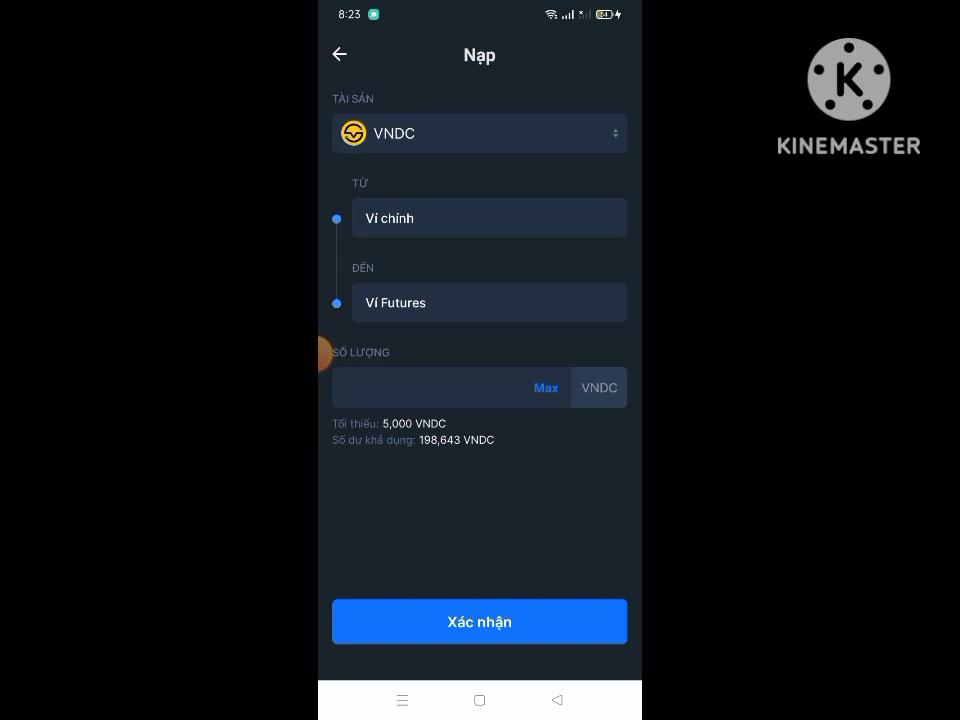 8:23
54
Nạp
TÀI SẢN
VNDC
TỪ
Ví chính
ĐẾN
Ví Futures
SỐ LƯỢNG
Max VNDC
Tối thiểu: 5,000 VNDC
Số dư khả dụng: 198,643 VNDC
Xác nhận
K
KINEMASTER